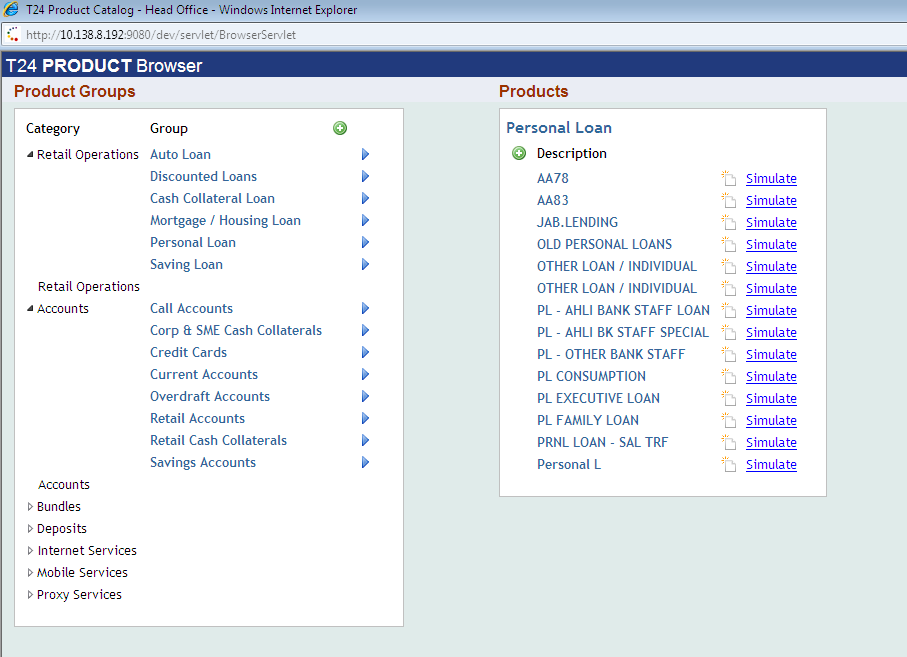 T24 Product Catalog - Head Office - Windows Internet Explorer
http://10.138.8.192:9080/dev/servlet/BrowserServlet
T24 PRODUCT Browser
Product Groups
Category Group
Retail Operations Auto Loan
Discounted Loans
Cash Collateral Loan
Mortgage / Housing Loan
Personal Loan
Saving Loan
Retail Operations
Accounts Call Accounts
Corp & SME Cash Collaterals
Credit Cards
Current Accounts
Overdraft Accounts
Retail Accounts
Retail Cash Collaterals
Savings Accounts
Accounts
Bundles
Deposits
Internet Services
Mobile Services
Proxy Services
Products
Personal Loan
Description
AA78 Simulate
AA83 Simulate
JAB.LENDING Simulate
OLD PERSONAL LOANS Simulate
OTHER LOAN / INDIVIDUAL Simulate
OTHER LOAN / INDIVIDUAL Simulate
PL - AHLI BANK STAFF LOAN Simulate
PL - AHLI BK STAFF SPECIAL Simulate
PL - OTHER BANK STAFF Simulate
PL CONSUMPTION Simulate
PL EXECUTIVE LOAN Simulate
PL FAMILY LOAN Simulate
PRNL LOAN - SAL TRF Simulate
Personal L Simulate